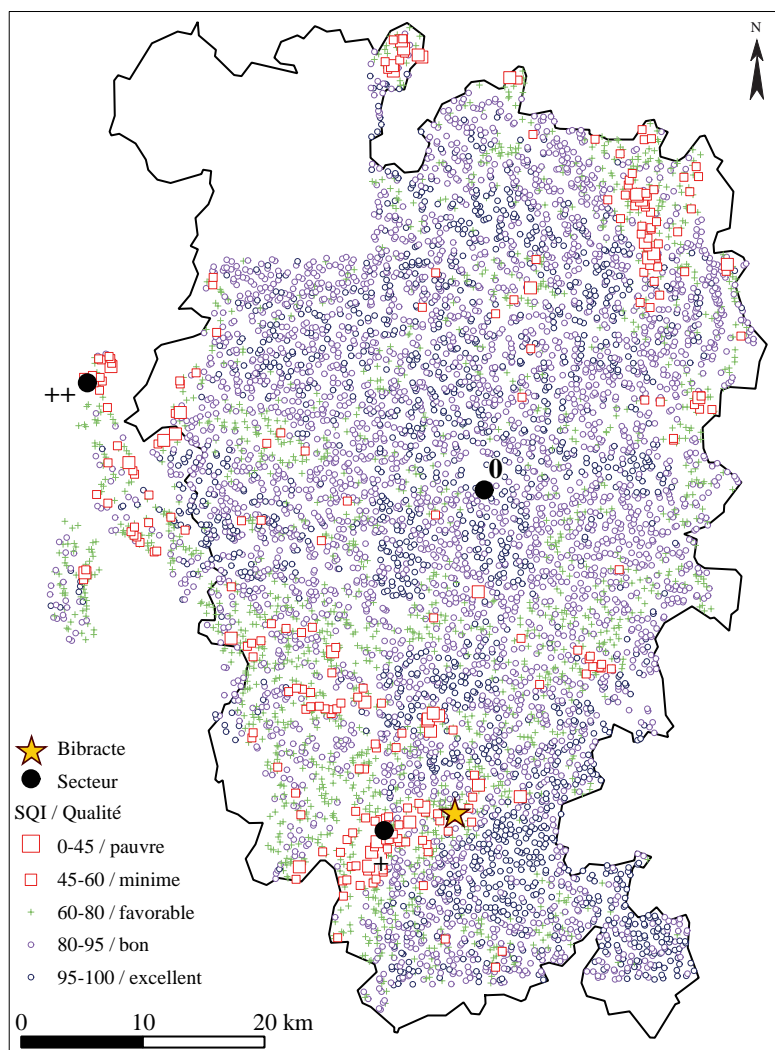 N
++
0
Bibracte
Secteur
SQI / Qualité
0-45 / pauvre
45-60 / minime
60-80 / favorable
80-95 / bon
95-100 / excellent
+
0 10 20 km